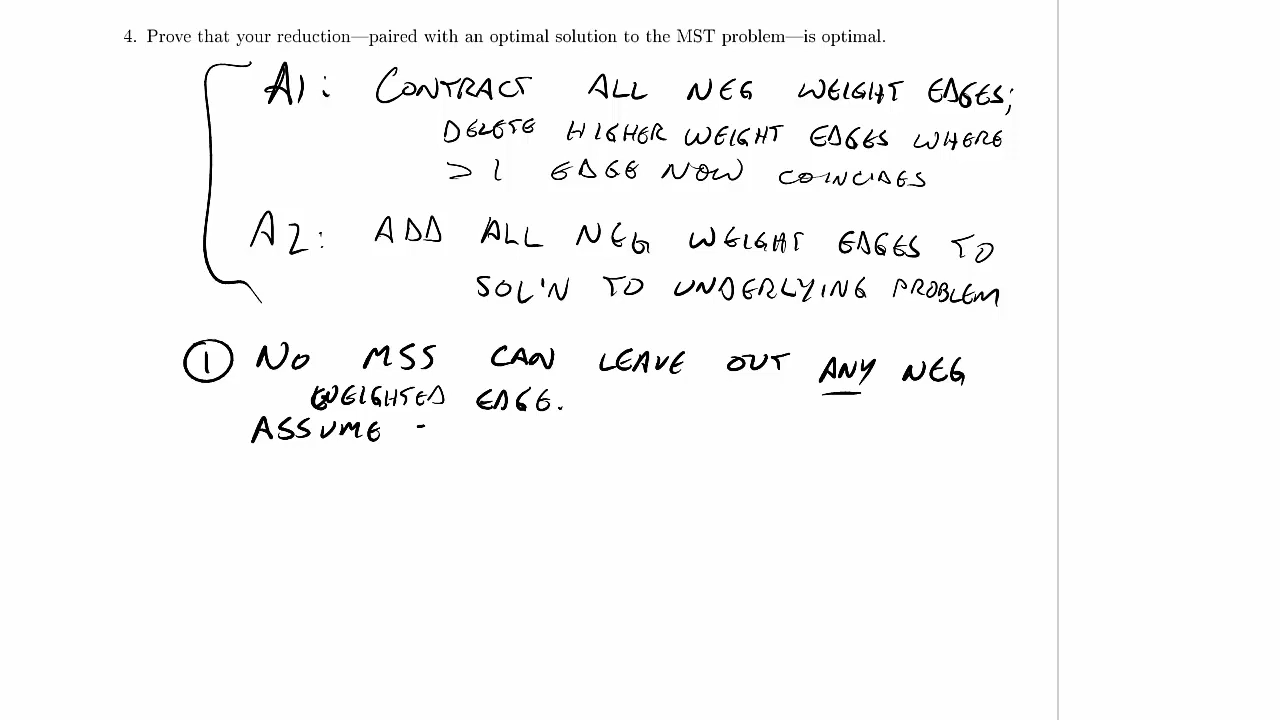 4. Prove that your reduction—paired with an optimal solution to the MST problem—is optimal.
A1: CONTRACT ALL NEG WEIGHT EDGES;
DELETE HIGHER WEIGHT EDGES WHERE
> 1 EDGE NOW COINCIDES
A2: ADD ALL NEG WEIGHT EDGES TO
SOL'N TO UNDERLYING PROBLEM
① NO MSS CAN LEAVE OUT ANY NEG
WEIGHTED EDGE.
ASSUME -